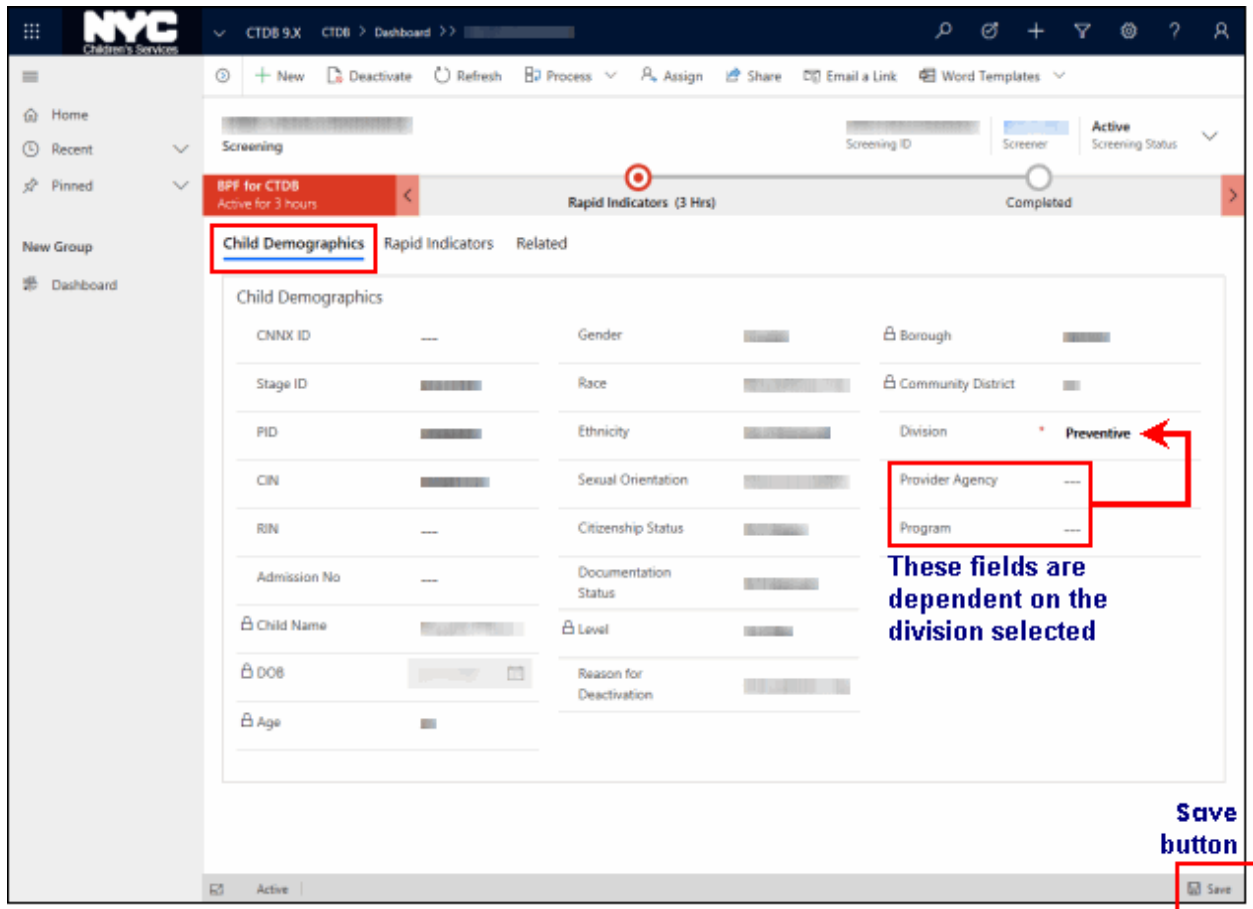 NYC
Children's Services
CTDB 9.X CTDB > Dashboard >>
?
+ New Deactivate Refresh Process Assign Share Email a Link Word Templates
Home
Recent
Pinned
New Group
Dashboard
Screening
Screening ID
Screener
Active
Screening Status
BPF for CTDB
Active for 3 hours
Rapid Indicators (3 Hrs)
Completed
Child Demographics Rapid Indicators Related
Child Demographics
CNNX ID ---
Gender
Borough
Stage ID
Race
Community District
PID
Ethnicity
Division * Preventive
CIN
Sexual Orientation
Provider Agency ---
RIN ---
Citizenship Status
Program ---
These fields are
dependent on the
division selected
Admission No ---
Documentation
Status
Child Name
Level
DOB
Reason for
Deactivation
Age
Save
button
Active
Save